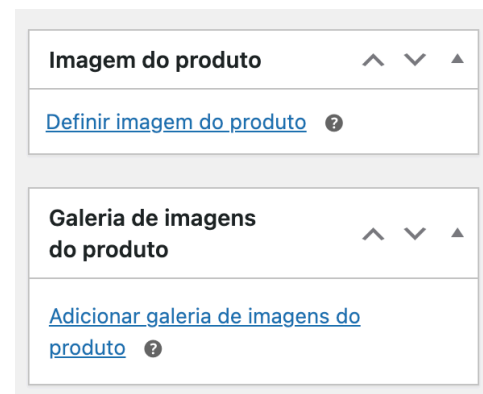 Imagem do produto
Definir imagem do produto ?
Galeria de imagens
do produto
Adicionar galeria de imagens do
produto ?